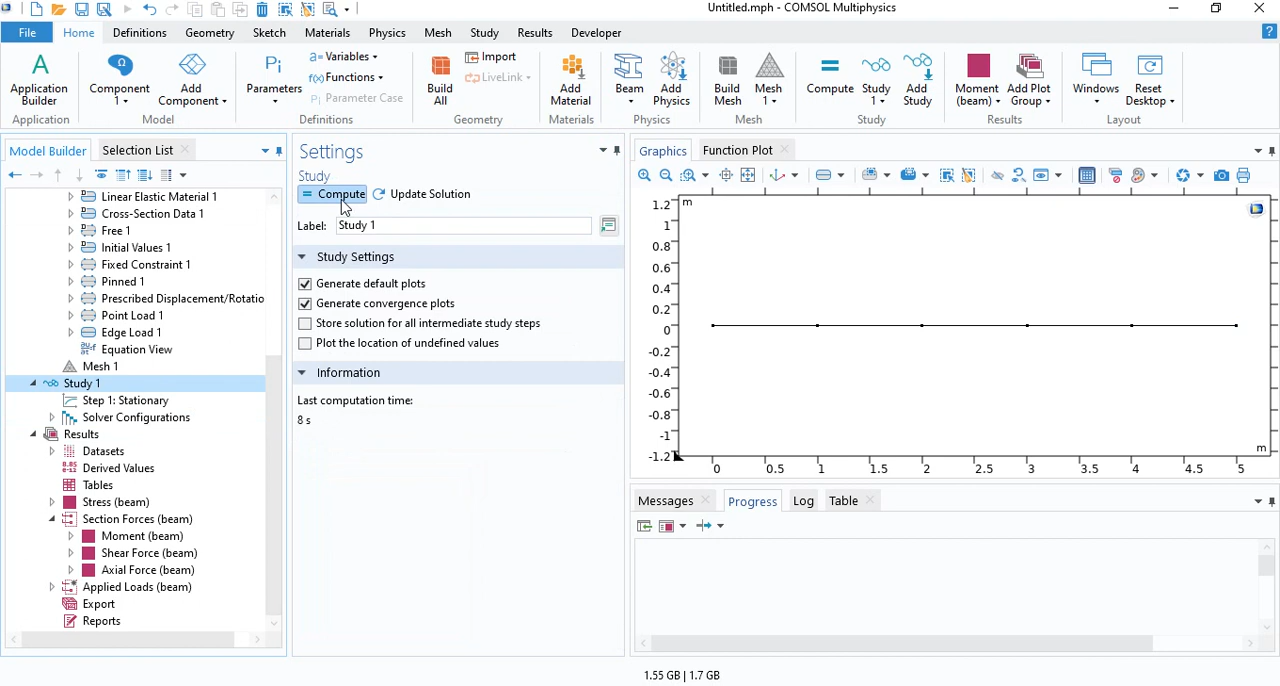 Untitled.mph - COMSOL Multiphysics
File Home Definitions Geometry Sketch Materials Physics Mesh Study Results Developer
Application Builder
Application
Component 1
Add Component
Model
Parameters
a= Variables
f(x) Functions
Pi Parameter Case
Definitions
Build All
Import
LiveLink
Geometry
Add Material
Materials
Beam
Add Physics
Physics
Build Mesh
Mesh 1
Mesh
Compute
Study 1
Add Study
Study
Moment (beam)
Add Plot Group
Results
Windows
Reset Desktop
Layout
Model Builder Selection List
Linear Elastic Material 1
Cross-Section Data 1
Free 1
Initial Values 1
Fixed Constraint 1
Pinned 1
Prescribed Displacement/Rotatio
Point Load 1
Edge Load 1
Equation View
Mesh 1
Study 1
Step 1: Stationary
Solver Configurations
Results
Datasets
Derived Values
Tables
Stress (beam)
Section Forces (beam)
Moment (beam)
Shear Force (beam)
Axial Force (beam)
Applied Loads (beam)
Export
Reports
Settings
Study
Compute Update Solution
Label: Study 1
Study Settings
Generate default plots
Generate convergence plots
Store solution for all intermediate study steps
Plot the location of undefined values
Information
Last computation time:
8 s
Graphics Function Plot
m
1.2
1
0.8
0.6
0.4
0.2
0
-0.2
-0.4
-0.6
-0.8
-1
-1.2
m
0 0.5 1 1.5 2 2.5 3 3.5 4 4.5 5
Messages Progress Log Table
1.55 GB | 1.7 GB